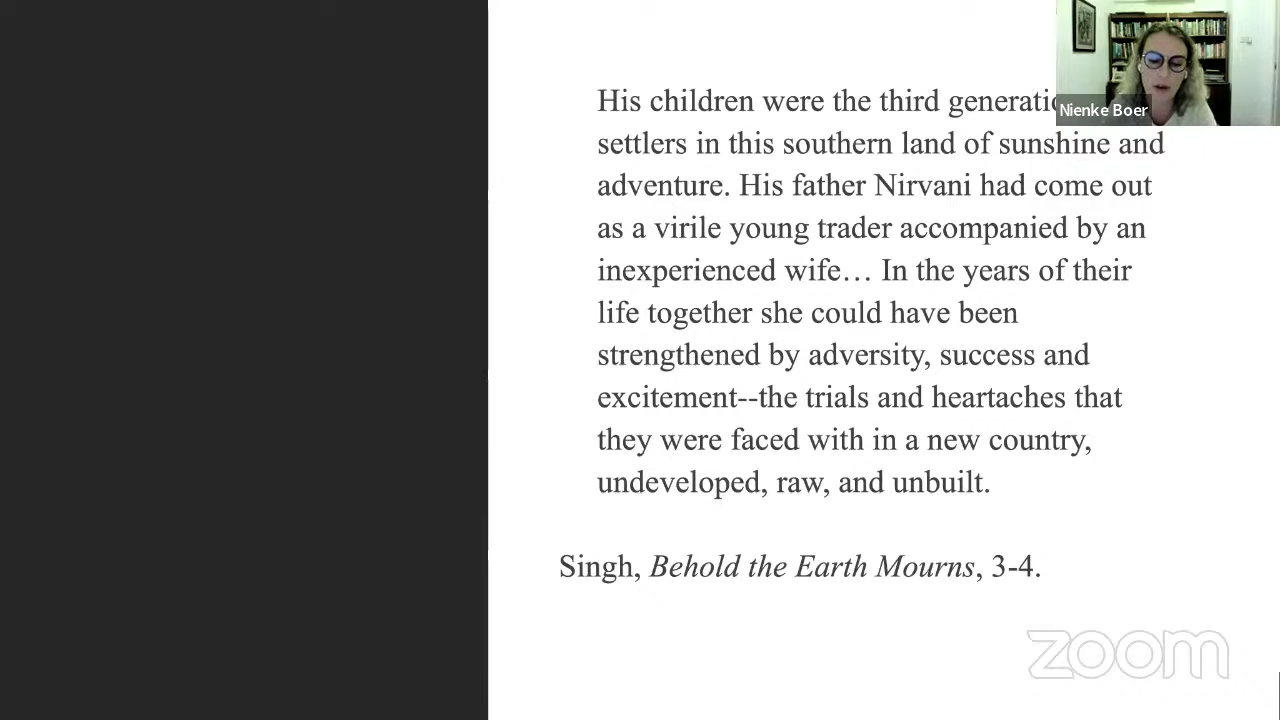 His children were the third
settlers in this southern land of sunshine and
adventure. His father Nirvani had come out
as a virile young trader accompanied by an
inexperienced wife… In the years of their
life together she could have been
strengthened by adversity, success and
excitement--the trials and heartaches that
they were faced with in a new country,
undeveloped, raw, and unbuilt.
Singh, Behold the Earth Mourns, 3-4.
Nienke Boer
zoom